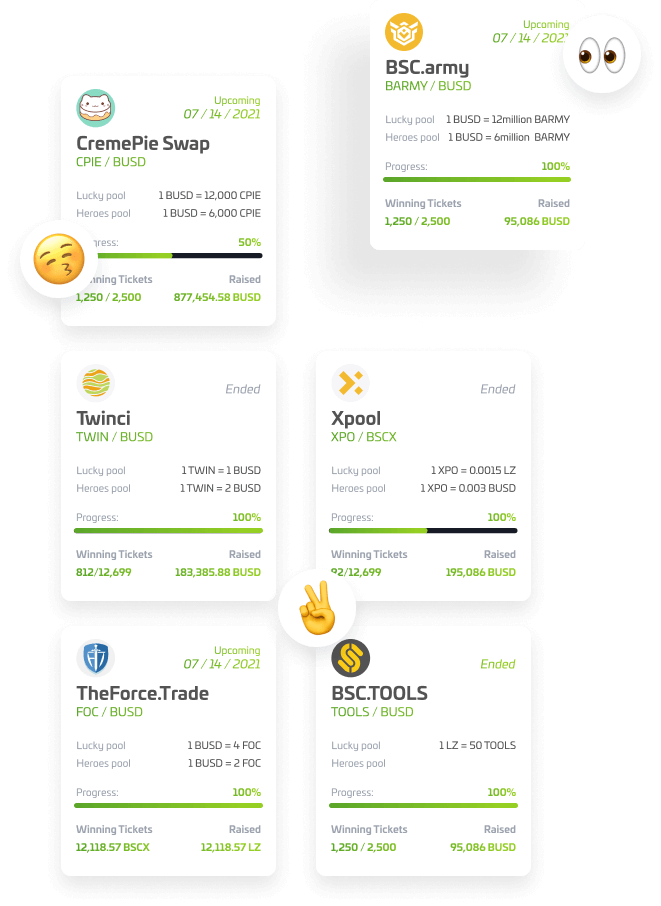 Upcoming
07 / 14 / 2021
BSC.army
BARMY / BUSD
Lucky pool 1 BUSD = 12million BARMY
Heroes pool 1 BUSD = 6million BARMY
Progress: 100%
Winning Tickets Raised
1,250 / 2,500 95,086 BUSD
Upcoming
07 / 14 / 2021
CremePie Swap
CPIE / BUSD
Lucky pool 1 BUSD = 12,000 CPIE
Heroes pool 1 BUSD = 6,000 CPIE
ogress: 50%
nning Tickets Raised
1,250 / 2,500 877,454.58 BUSD
Ended
Twinci
TWIN / BUSD
Lucky pool 1 TWIN = 1 BUSD
Heroes pool 1 TWIN = 2 BUSD
Progress: 100%
Winning Tickets Raised
812/12,699 183,385.88 BUSD
Ended
Xpool
XPO / BSCX
Lucky pool 1 XPO = 0.0015 LZ
Heroes pool 1 XPO = 0.003 BUSD
Progress: 100%
Winning Tickets Raised
92/12,699 195,086 BUSD
Upcoming
07 / 14 / 2021
TheForce.Trade
FOC / BUSD
Lucky pool 1 BUSD = 4 FOC
Heroes pool 1 BUSD = 2 FOC
Progress: 100%
Winning Tickets Raised
12,118.57 BSCX 12,118.57 LZ
Ended
BSC.TOOLS
TOOLS / BUSD
Lucky pool 1 LZ = 50 TOOLS
Heroes pool
Progress: 100%
Winning Tickets Raised
1,250 / 2,500 95,086 BUSD